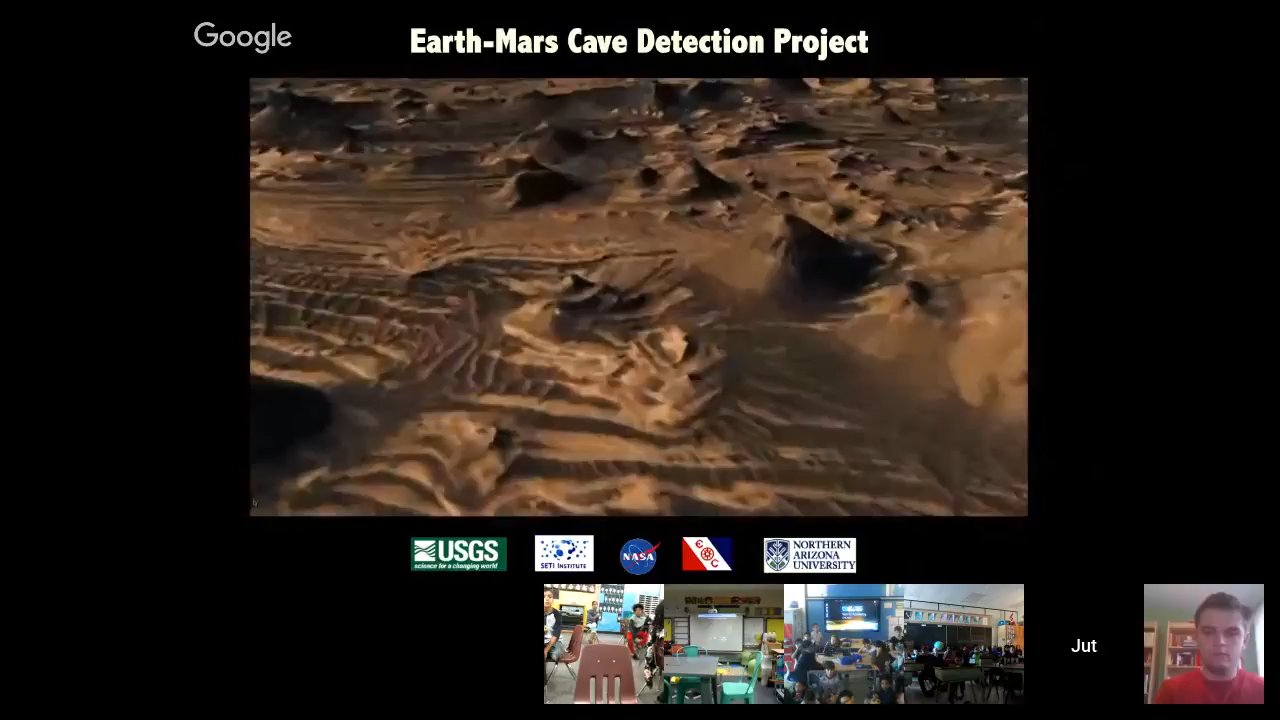 Google
Earth-Mars Cave Detection Project
USGS
science for a changing world
SETI INSTITUTE
NASA
E
C
NORTHERN
ARIZONA
UNIVERSITY
Jut